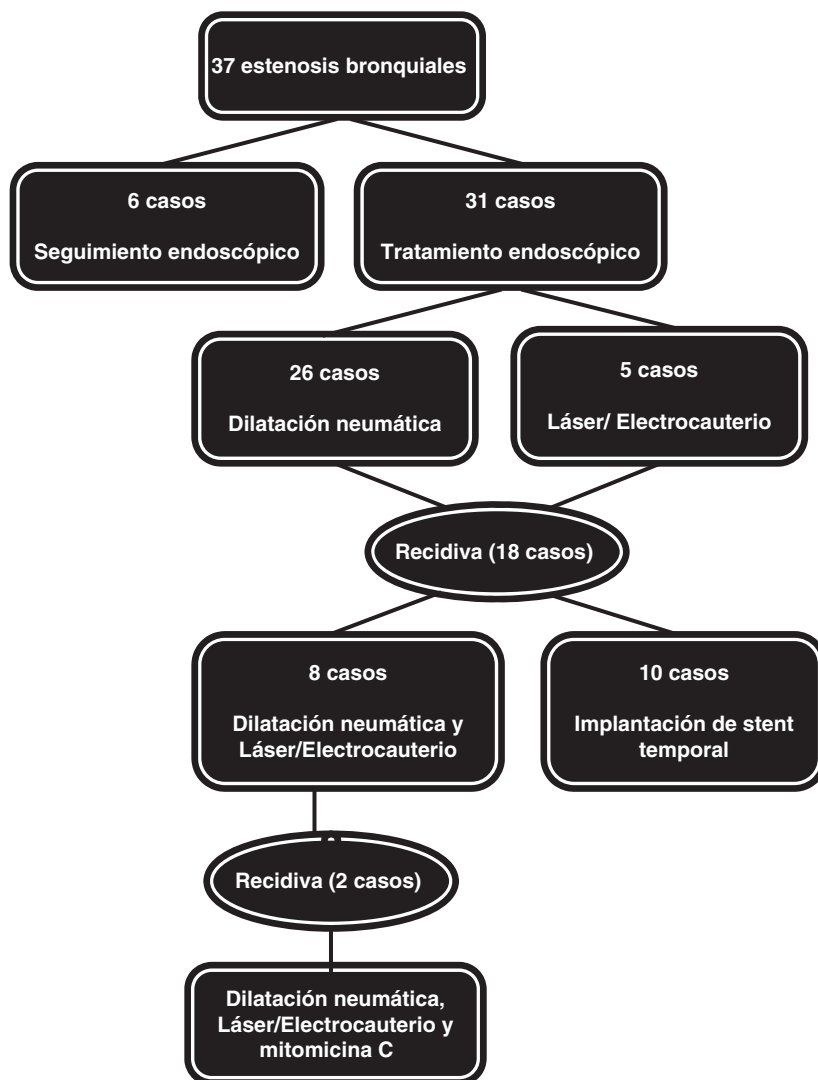 37 estenosis bronquiales
6 casos
Seguimiento endoscópico
31 casos
Tratamiento endoscópico
26 casos
Dilatación neumática
5 casos
Láser/ Electrocauterio
Recidiva (18 casos)
8 casos
Dilatación neumática y
Láser/Electrocauterio
10 casos
Implantación de stent
temporal
Recidiva (2 casos)
Dilatación neumática,
Láser/Electrocauterio y
mitomicina C